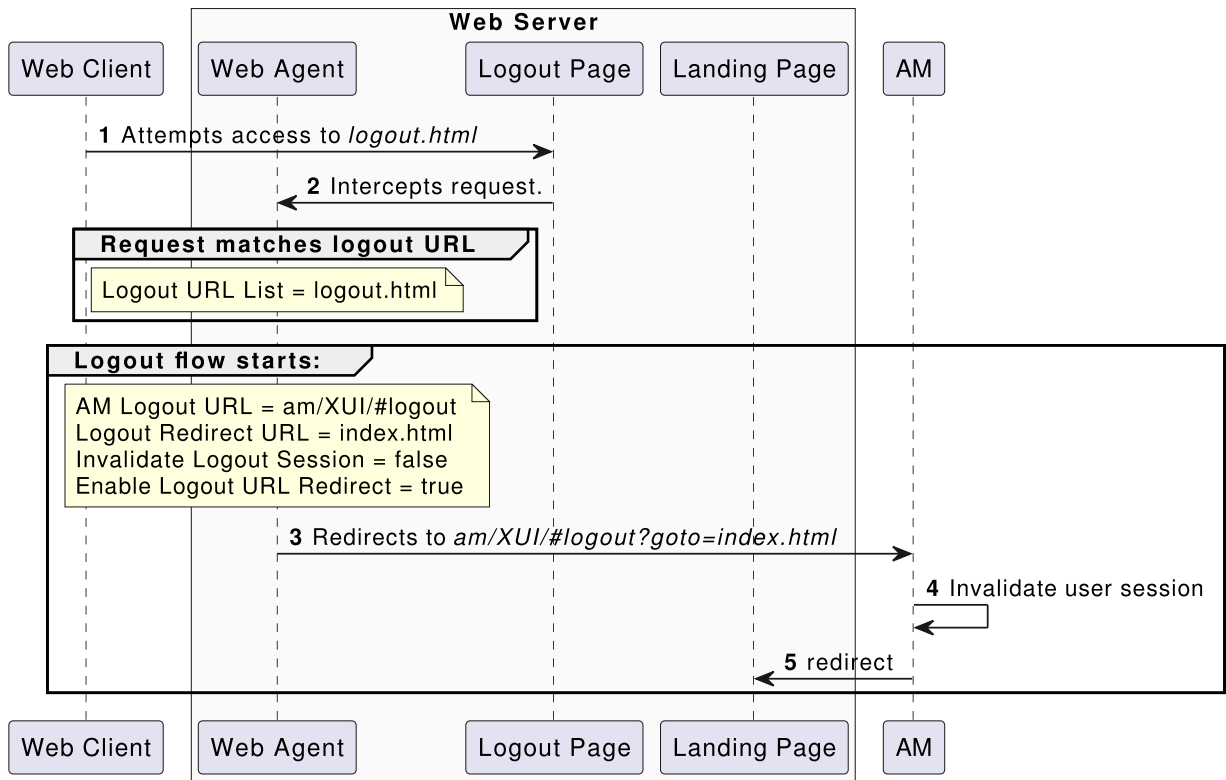 Web Server
Web Client
Web Agent
Logout Page
Landing Page
AM
1 Attempts access to logout.html
2 Intercepts request.
Request matches logout URL
Logout URL List = logout.html
Logout flow starts:
AM Logout URL = am/XUI/#logout
Logout Redirect URL = index.html
Invalidate Logout Session = false
Enable Logout URL Redirect = true
3 Redirects to am/XUI/#logout?goto=index.html
4 Invalidate user session
5 redirect
Web Client
Web Agent
Logout Page
Landing Page
AM